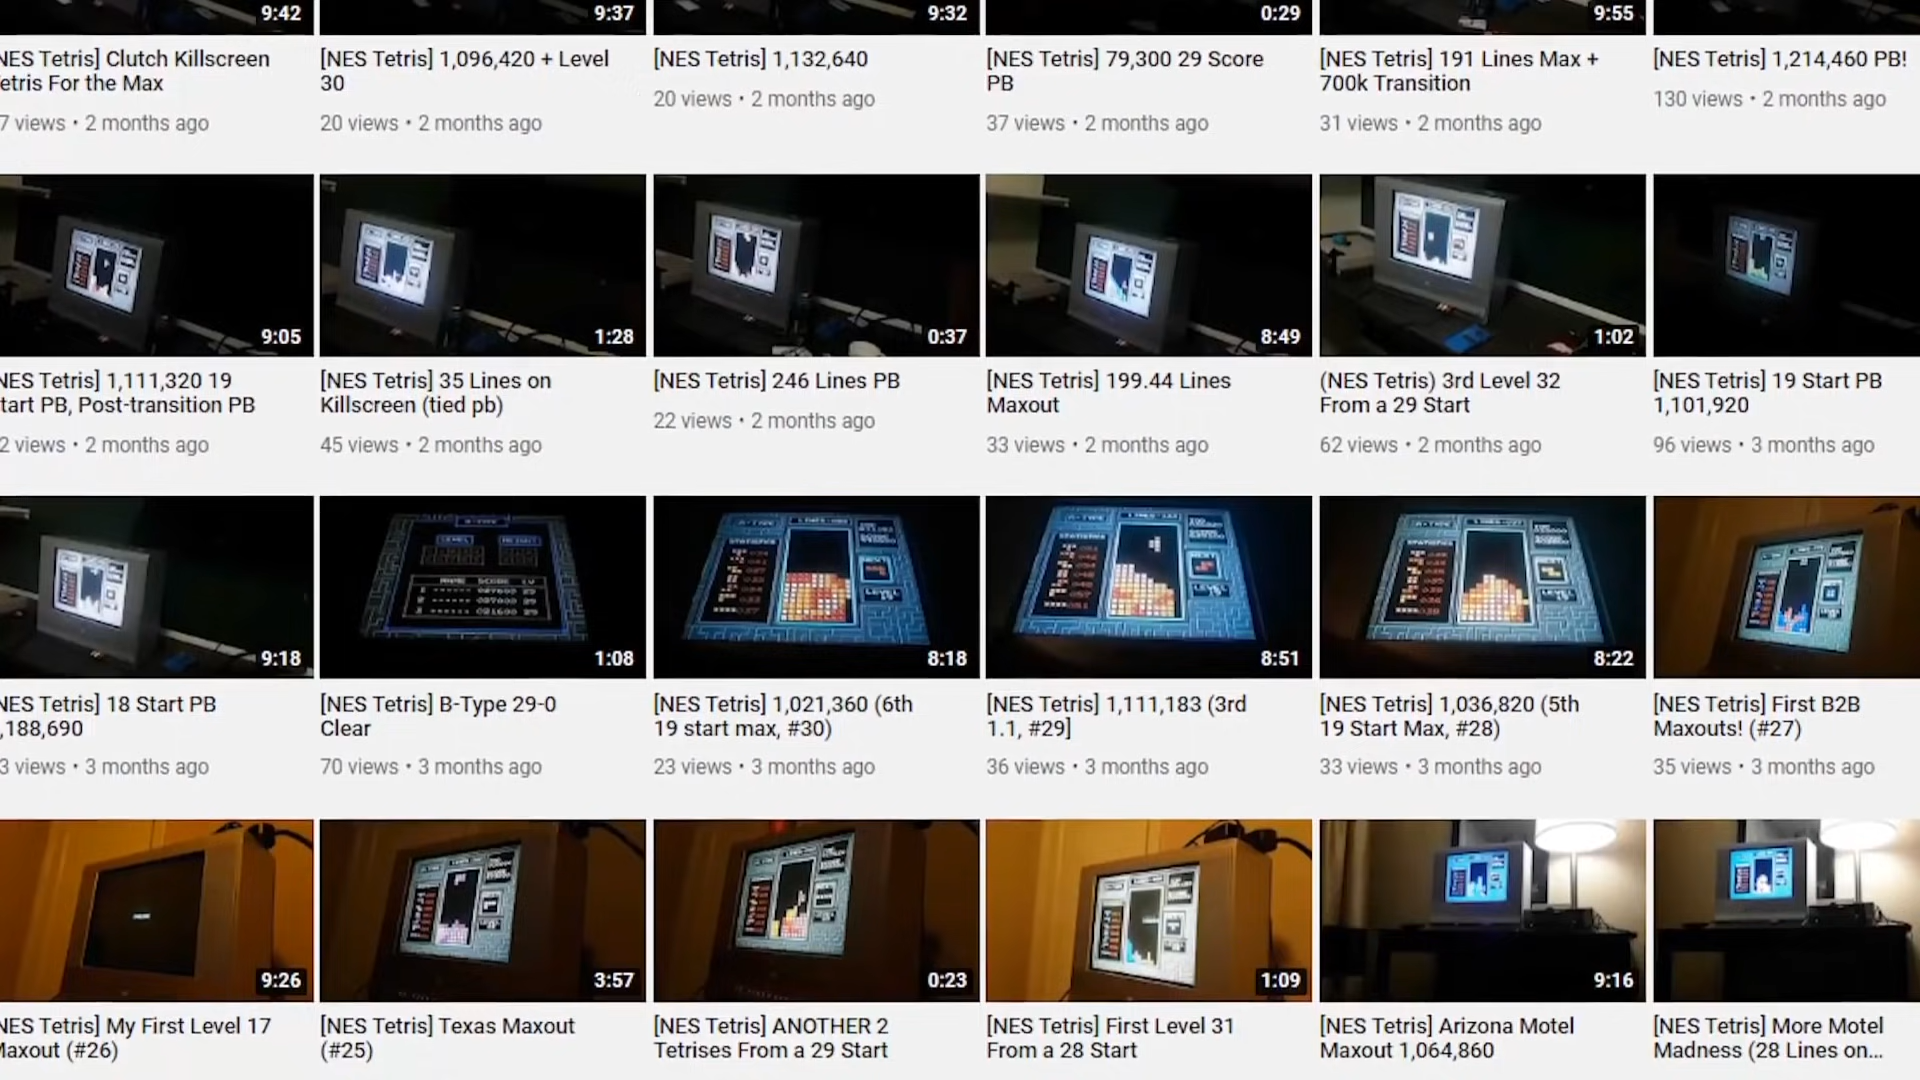 9:42
9:37
9:32
0:29
9:55
NES Tetris] Clutch Killscreen
etris For the Max
7 views • 2 months ago
[NES Tetris] 1,096,420 + Level
30
20 views • 2 months ago
[NES Tetris] 1,132,640
20 views • 2 months ago
[NES Tetris] 79,300 29 Score
PB
37 views • 2 months ago
[NES Tetris] 191 Lines Max +
700k Transition
31 views • 2 months ago
[NES Tetris] 1,214,460 PB!
130 views • 2 months ago
9:05
1:28
0:37
8:49
1:02
NES Tetris] 1,111,320 19
tart PB, Post-transition PB
2 views • 2 months ago
[NES Tetris] 35 Lines on
Killscreen (tied pb)
45 views • 2 months ago
[NES Tetris] 246 Lines PB
22 views • 2 months ago
[NES Tetris] 199.44 Lines
Maxout
33 views • 2 months ago
(NES Tetris) 3rd Level 32
From a 29 Start
62 views • 2 months ago
[NES Tetris] 19 Start PB
1,101,920
96 views • 3 months ago
9:18
1:08
8:18
8:51
8:22
NES Tetris] 18 Start PB
,188,690
3 views • 3 months ago
[NES Tetris] B-Type 29-0
Clear
70 views • 3 months ago
[NES Tetris] 1,021,360 (6th
19 start max, #30)
23 views • 3 months ago
[NES Tetris] 1,111,183 (3rd
1.1, #29]
36 views • 3 months ago
[NES Tetris] 1,036,820 (5th
19 Start Max, #28)
33 views • 3 months ago
[NES Tetris] First B2B
Maxouts! (#27)
35 views • 3 months ago
9:26
3:57
0:23
1:09
9:16
NES Tetris] My First Level 17
Maxout (#26)
[NES Tetris] Texas Maxout
(#25)
[NES Tetris] ANOTHER 2
Tetrises From a 29 Start
[NES Tetris] First Level 31
From a 28 Start
[NES Tetris] Arizona Motel
Maxout 1,064,860
[NES Tetris] More Motel
Madness (28 Lines on...